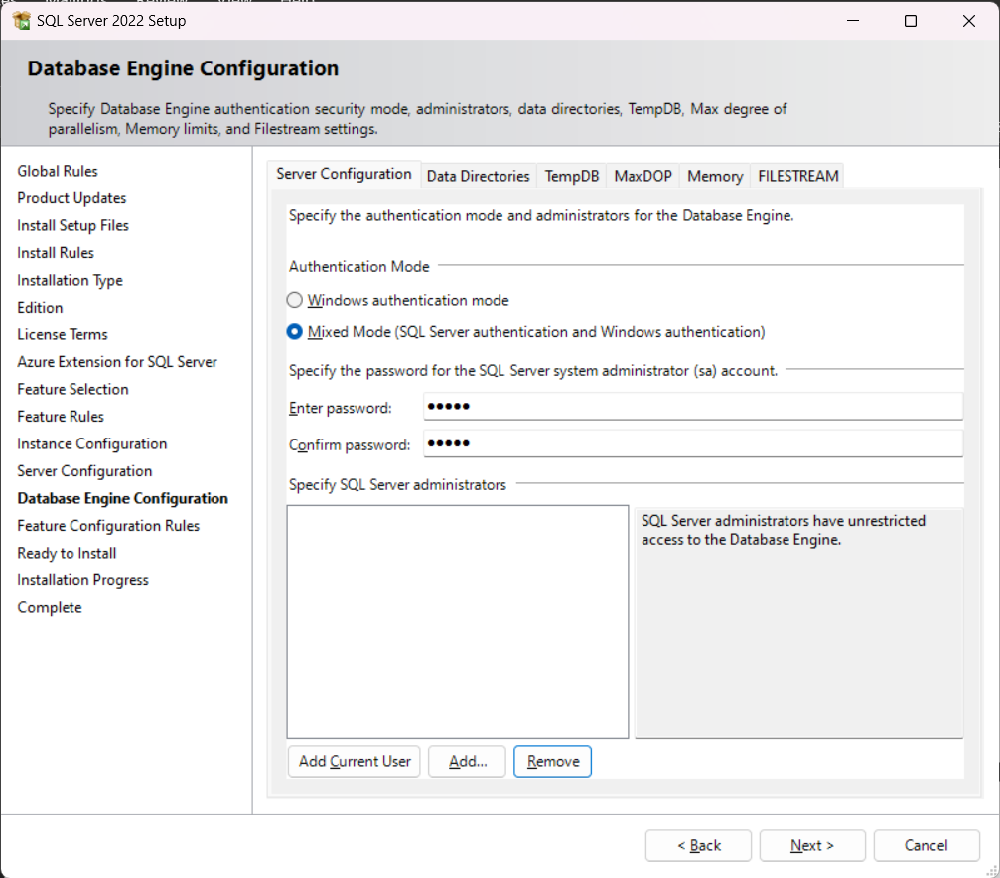 SQL Server 2022 Setup
Database Engine Configuration
Specify Database Engine authentication security mode, administrators, data directories, TempDB, Max degree of
parallelism, Memory limits, and Filestream settings.
Global Rules
Product Updates
Install Setup Files
Install Rules
Installation Type
Edition
License Terms
Azure Extension for SQL Server
Feature Selection
Feature Rules
Instance Configuration
Server Configuration
Database Engine Configuration
Feature Configuration Rules
Ready to Install
Installation Progress
Complete
Server Configuration Data Directories TempDB MaxDOP Memory FILESTREAM
Specify the authentication mode and administrators for the Database Engine.
Authentication Mode
Windows authentication mode
Mixed Mode (SQL Server authentication and Windows authentication)
Specify the password for the SQL Server system administrator (sa) account.
Enter password: •••••
Confirm password: •••••
Specify SQL Server administrators
SQL Server administrators have unrestricted
access to the Database Engine.
Add Current User Add... Remove
< Back Next > Cancel